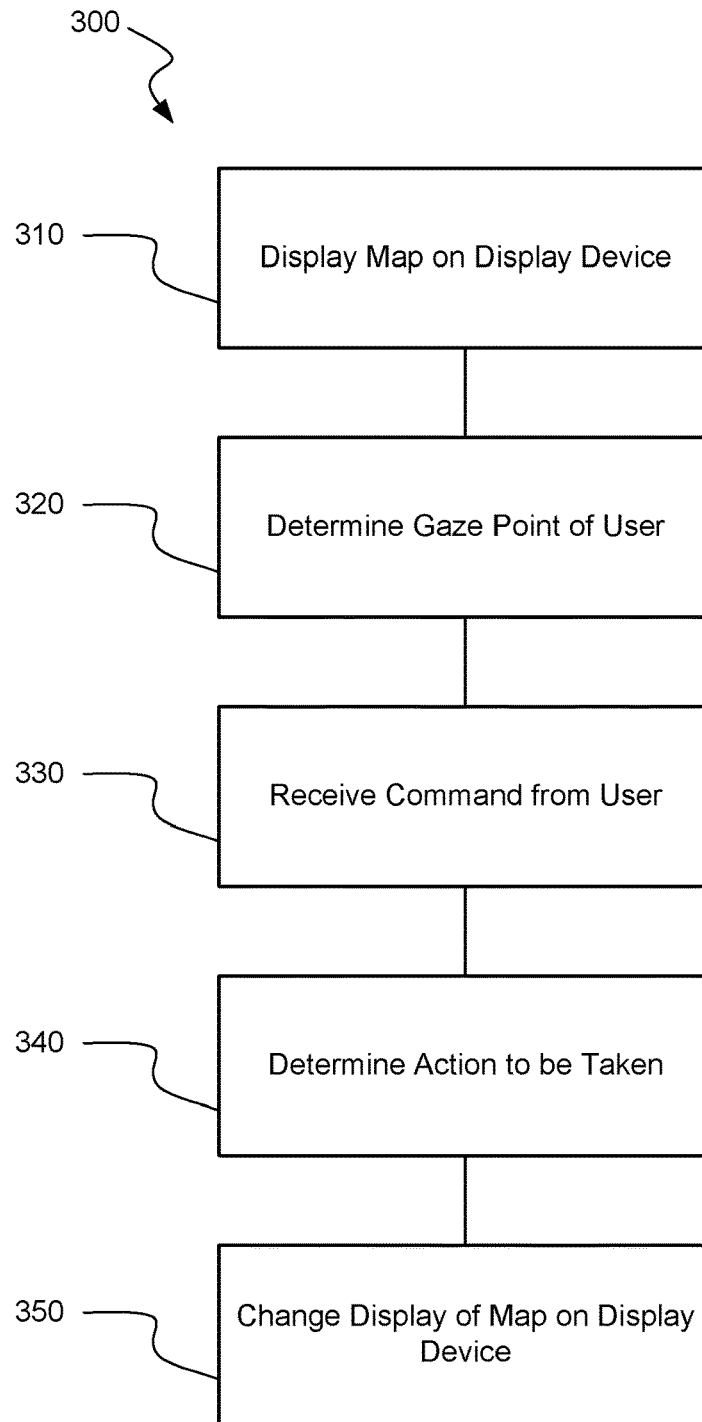 300
310
Display Map on Display Device
320
Determine Gaze Point of User
330
Receive Command from User
340
Determine Action to be Taken
350
Change Display of Map on Display
Device